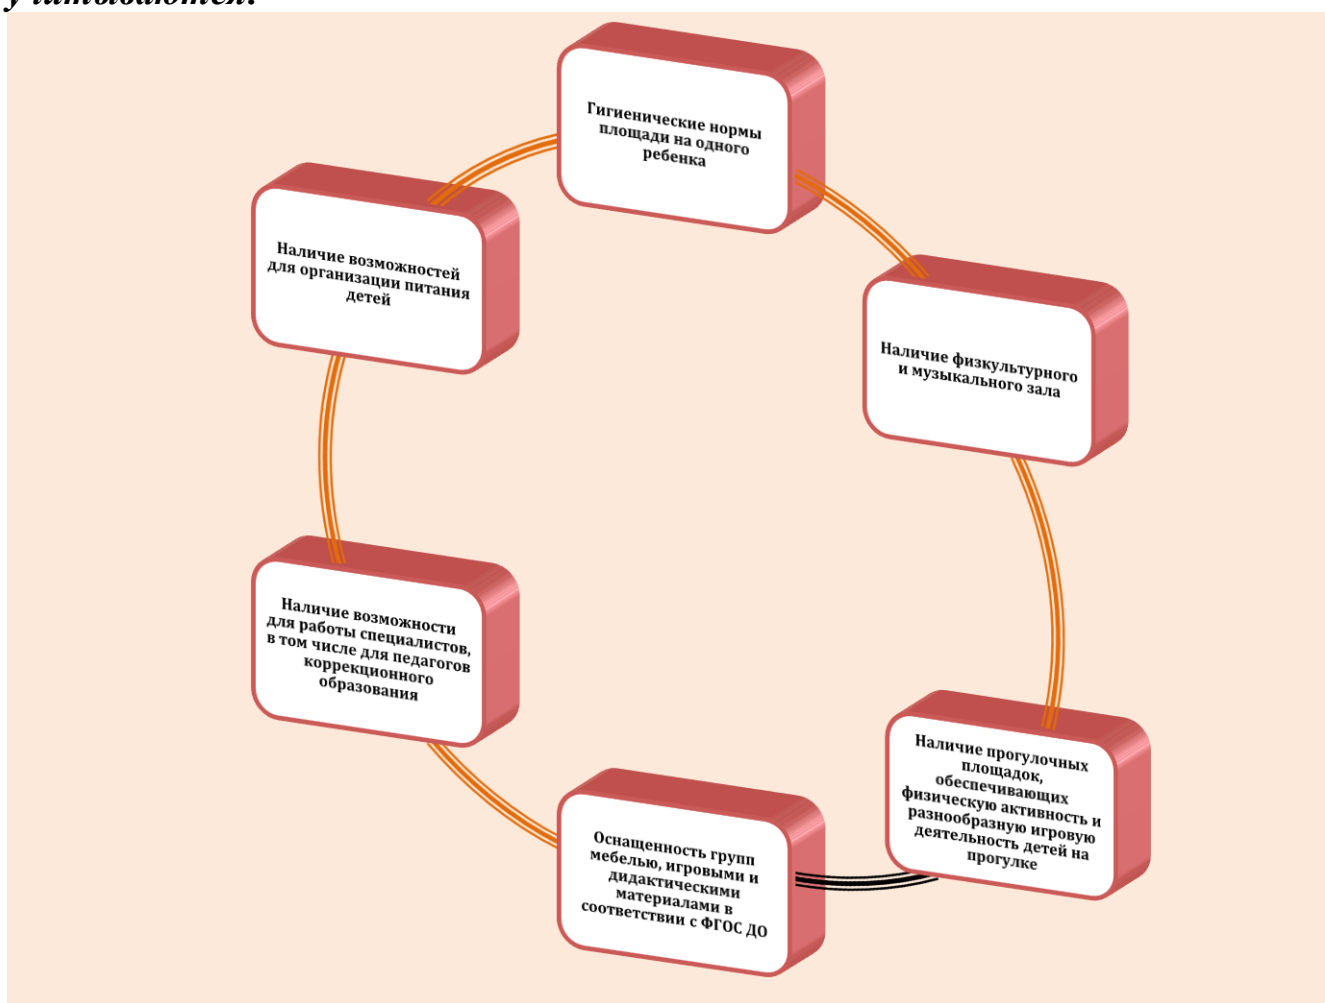 учитываются:
Гигиенические нормы
площади на одного
ребенка
Наличие физкультурного
и музыкального зала
Наличие прогулочных
площадок,
обеспечивающих
физическую активность и
разнообразную игровую
деятельность детей на
прогулке
Оснащенность групп
мебелью, игровыми и
дидактическими
материалами в
соответствии с ФГОС ДО
Наличие возможности
для работы специалистов,
в том числе для педагогов
коррекционного
образования
Наличие возможностей
для организации питания
детей